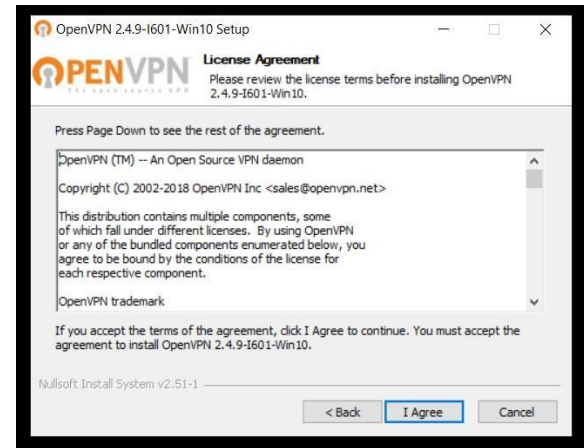 OpenVPN 2.4.9-I601-Win10 Setup
OPENVPN
The open source VPN
License Agreement
Please review the license terms before installing OpenVPN
2.4.9-I601-Win10.
Press Page Down to see the rest of the agreement.
OpenVPN (TM) -- An Open Source VPN daemon
Copyright (C) 2002-2018 OpenVPN Inc <sales@openvpn.net>
This distribution contains multiple components, some
of which fall under different licenses. By using OpenVPN
or any of the bundled components enumerated below, you
agree to be bound by the conditions of the license for
each respective component.
OpenVPN trademark
If you accept the terms of the agreement, click I Agree to continue. You must accept the
agreement to install OpenVPN 2.4.9-I601-Win10.
Nullsoft Install System v2.51-1
< Back
I Agree
Cancel